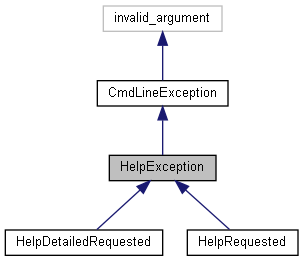 invalid_argument
CmdLineException
HelpException
HelpDetailedRequested
HelpRequested